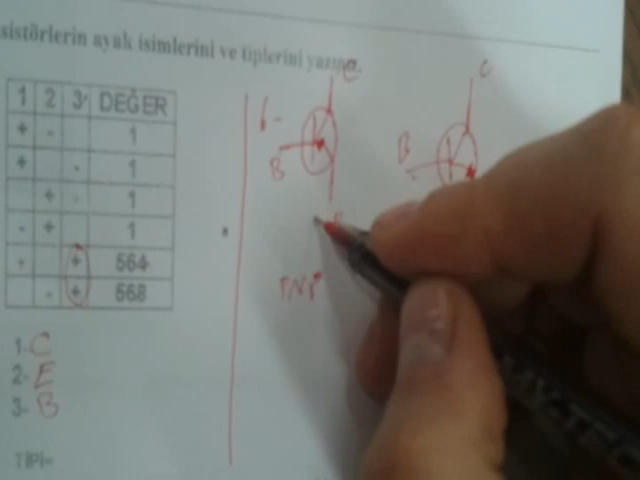 sistörlerin ayak isimlerini ve tiplerini yazınız.
1 2 3 DEĞER
+ - 1
+ - 1
+ - 1
- + 1
- + 564
- + 568
1- C
2- E
3- B
TİPİ=
C
B
PNP
C
B